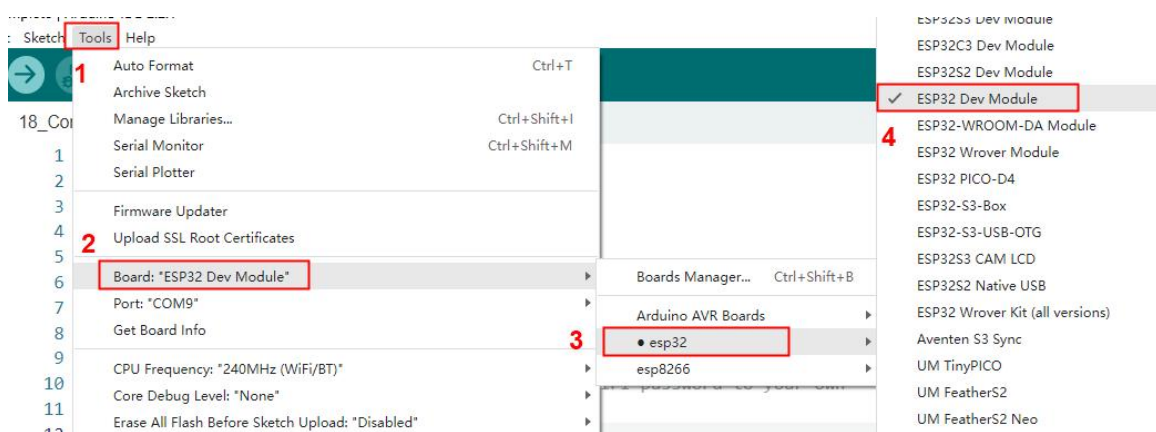 Sketch Tools Help
1
Auto Format Ctrl+T
Archive Sketch
18_Co
Manage Libraries... Ctrl+Shift+I
Serial Monitor Ctrl+Shift+M
Serial Plotter
Firmware Updater
2
Upload SSL Root Certificates
Board: "ESP32 Dev Module"
Port: "COM9"
Get Board Info
CPU Frequency: "240MHz (WiFi/BT)"
Core Debug Level: "None"
Erase All Flash Before Sketch Upload: "Disabled"
1
2
3
4
5
6
7
8
9
10
11
Boards Manager... Ctrl+Shift+B
Arduino AVR Boards
3
● esp32
esp8266
password to your own
ESP32S3 Dev Module
ESP32C3 Dev Module
ESP32S2 Dev Module
✓ ESP32 Dev Module
4
ESP32-WROOM-DA Module
ESP32 Wrover Module
ESP32 PICO-D4
ESP32-S3-Box
ESP32-S3-USB-OTG
ESP32S3 CAM LCD
ESP32S2 Native USB
ESP32 Wrover Kit (all versions)
Aventen S3 Sync
UM TinyPICO
UM FeatherS2
UM FeatherS2 Neo